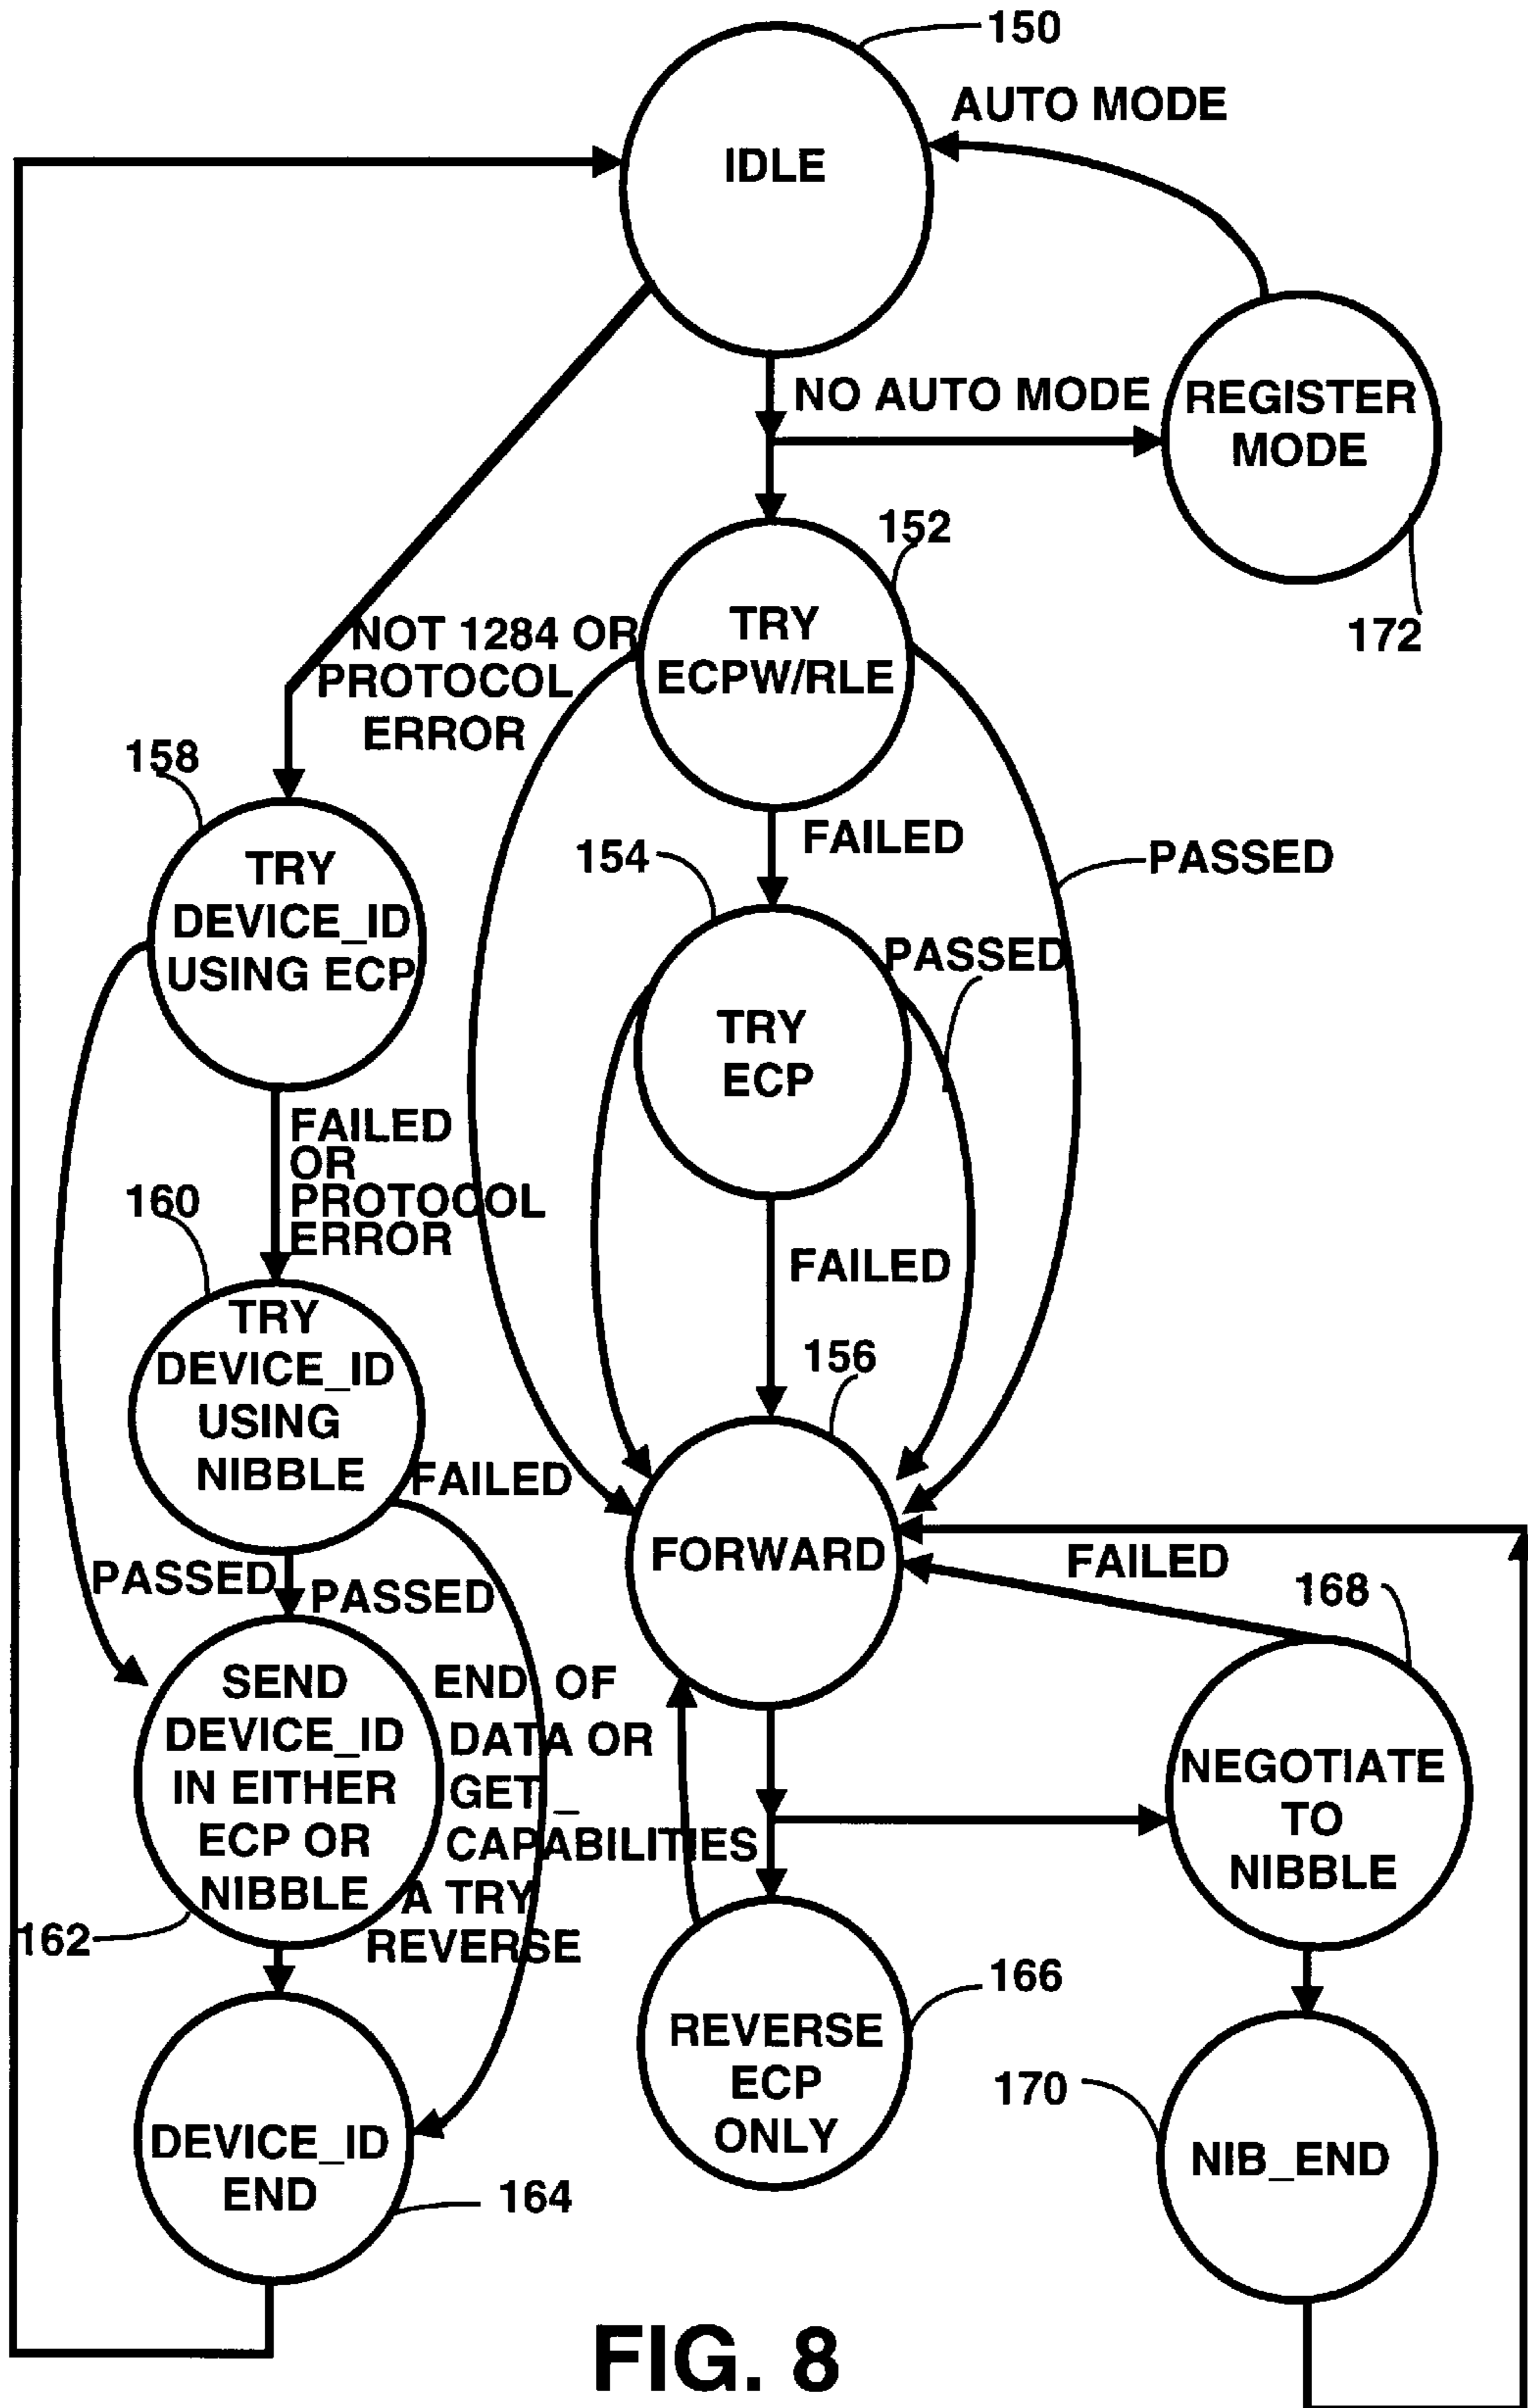 150
AUTO MODE
IDLE
NO AUTO MODE
REGISTER
MODE
172
152
TRY
ECPW/RLE
NOT 1284 OR
PROTOCOL
ERROR
158
TRY
DEVICE_ID
USING ECP
FAILED
PASSED
154
PASSED
TRY
ECP
FAILED
OR
PROTOCOL
ERROR
160
FAILED
TRY
DEVICE_ID
USING
NIBBLE
156
FAILED
FORWARD
FAILED
168
PASSED
PASSED
SEND
DEVICE_ID
IN EITHER
ECP OR
NIBBLE
END OF
DATA OR
GET_
CAPABILITIES
A TRY
REVERSE
162
NEGOTIATE
TO
NIBBLE
166
REVERSE
ECP
ONLY
170
NIB_END
DEVICE_ID
END
164
FIG. 8